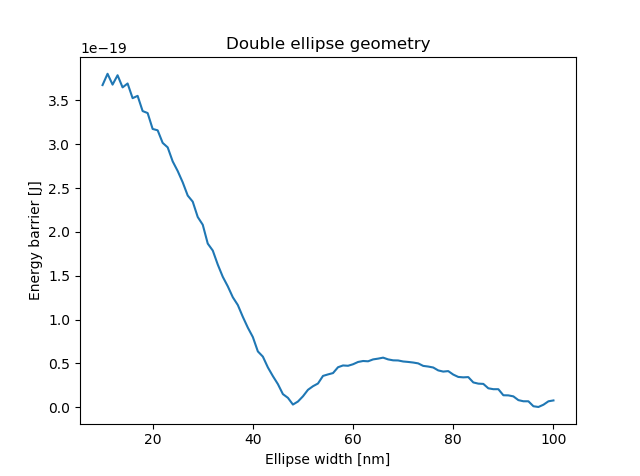 Double ellipse geometry
1e−19
Energy barrier [J]
3.5
3.0
2.5
2.0
1.5
1.0
0.5
0.0
20 40 60 80 100
Ellipse width [nm]